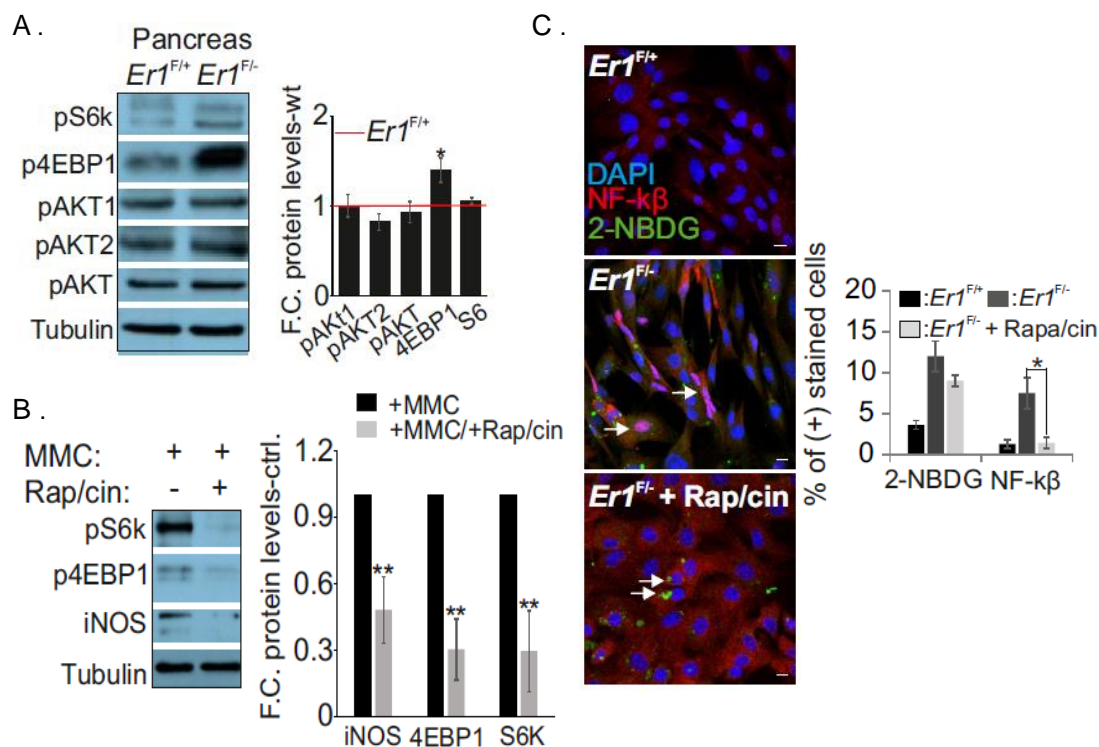 A .
Pancreas
Er1F/+ Er1F/-
pS6k
p4EBP1
pAKT1
pAKT2
pAKT
Tubulin
F.C. protein levels-wt
2
1
0
Er1F/+
*
pAKt1
pAKT2
pAKT
4EBP1
S6
B .
MMC: + +
Rap/cin: - +
pS6k
p4EBP1
iNOS
Tubulin
+MMC
+MMC/+Rap/cin
F.C. protein levels-ctrl.
1.2
0.9
0.6
0.3
0
** ** **
iNOS 4EBP1 S6K
C .
Er1F/+
DAPI
NF-kβ
2-NBDG
Er1F/-
Er1F/- + Rap/cin
% of (+) stained cells
20
15
10
5
0
:Er1F/+ :Er1F/-
:Er1F/- + Rapa/cin
*
2-NBDG NF-kβ